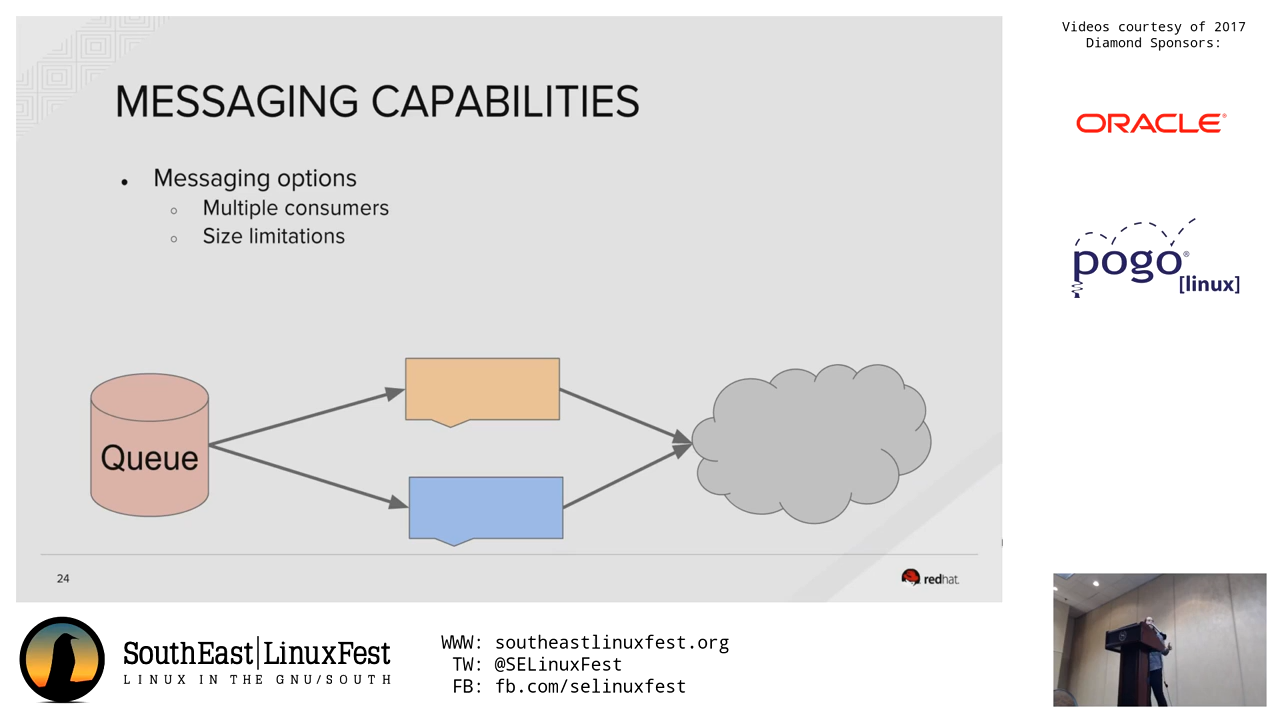 MESSAGING CAPABILITIES
Messaging options
Multiple consumers
Size limitations
Queue
24
redhat.
Videos courtesy of 2017
Diamond Sponsors:
ORACLE®
pogo®
[linux]
SouthEast|LinuxFest
LINUX IN THE GNU/SOUTH
WWW: southeastlinuxfest.org
TW: @SELinuxFest
FB: fb.com/selinuxfest